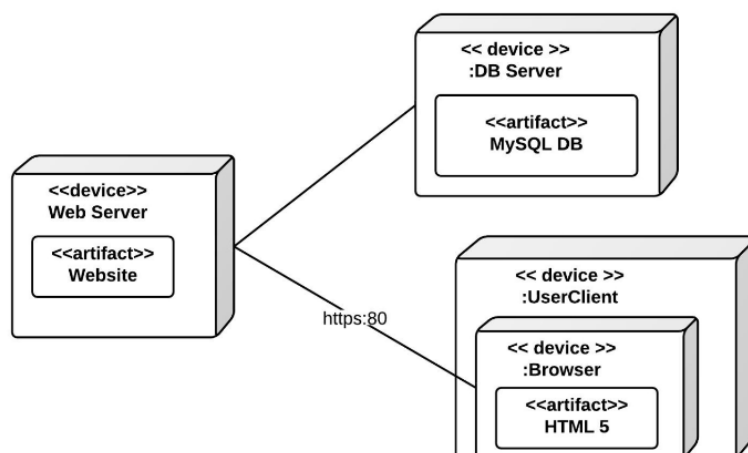 << device >>
:DB Server
<<artifact>>
MySQL DB
<<device>>
Web Server
<<artifact>>
Website
https:80
<< device >>
:UserClient
<< device >>
:Browser
<<artifact>>
HTML 5